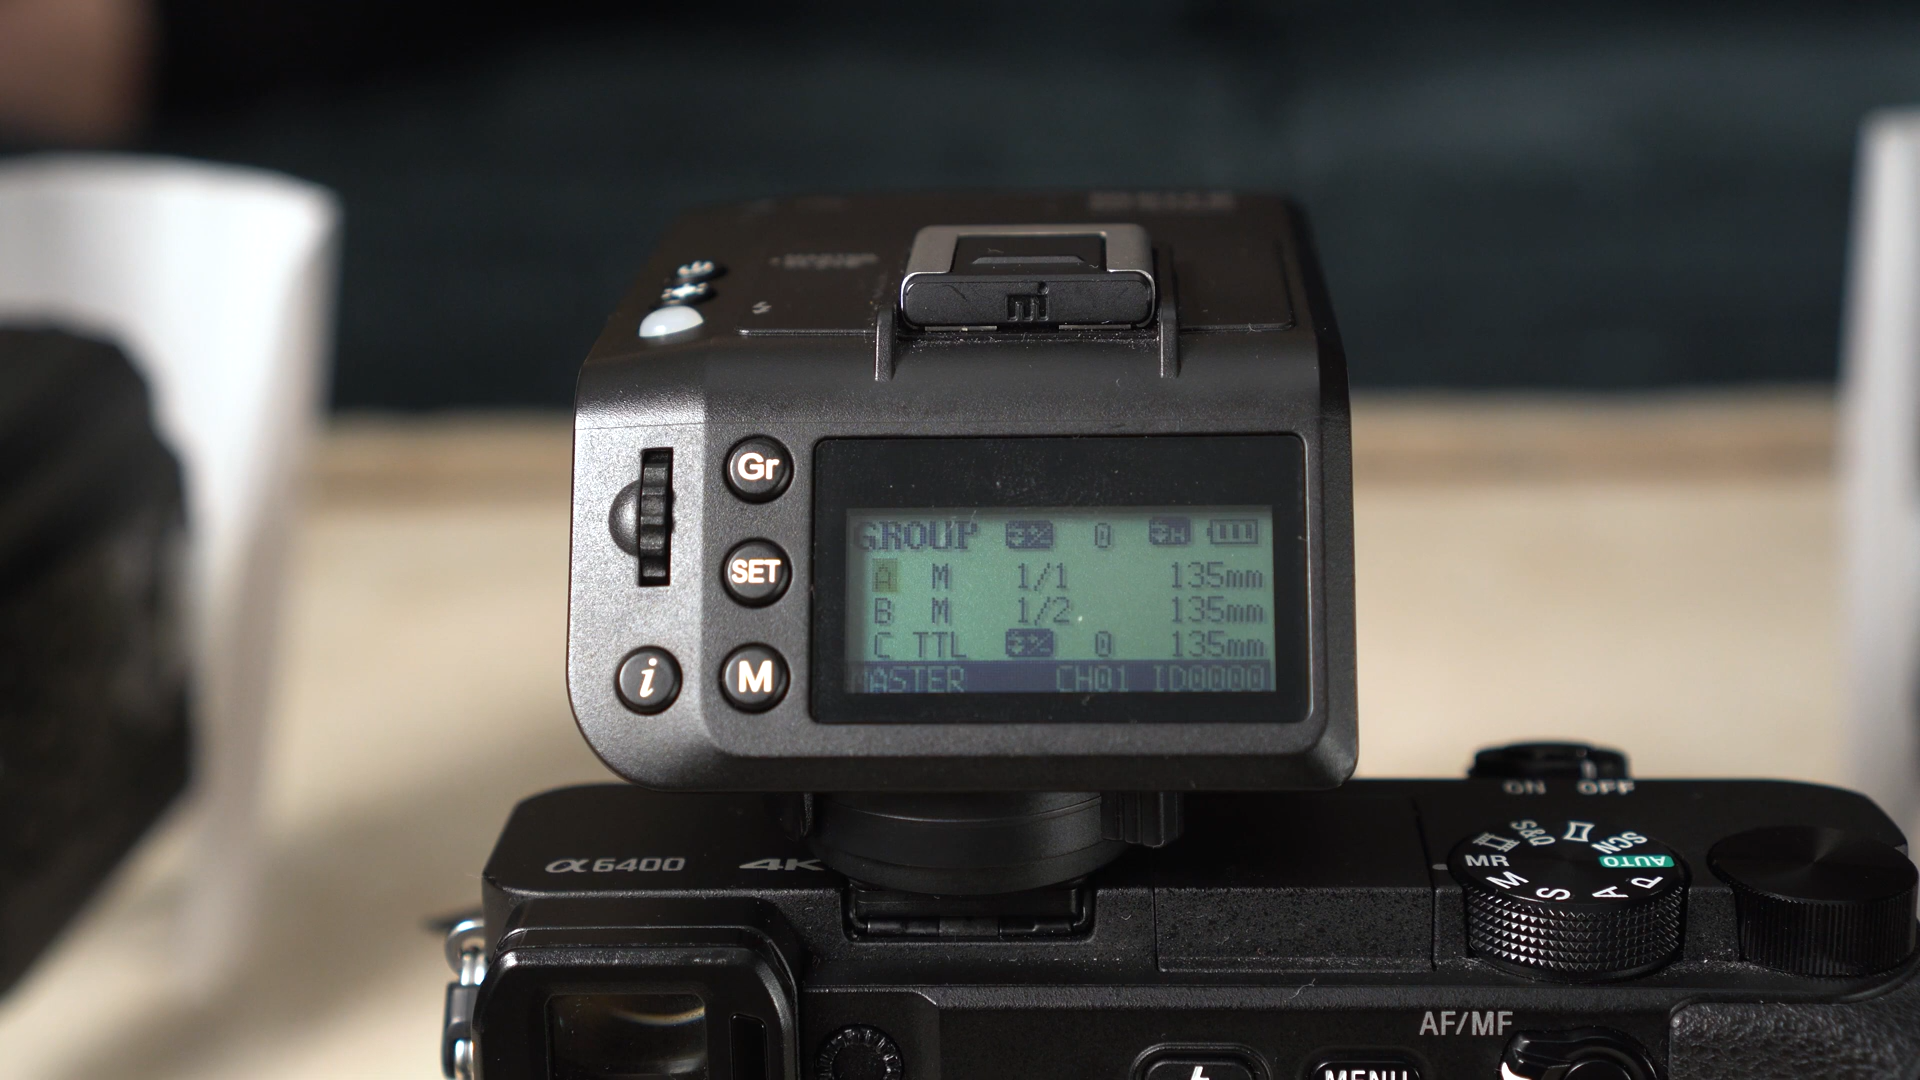 Gr
SET
i
M
GROUP 0
A M 1/1 135mm
B M 1/2 135mm
C TTL 0 135mm
MASTER CH01 ID0000
α6400 4K
ON OFF
MR
M
S
A
P
AUTO
SCN
S&Q
AF/MF
MENU